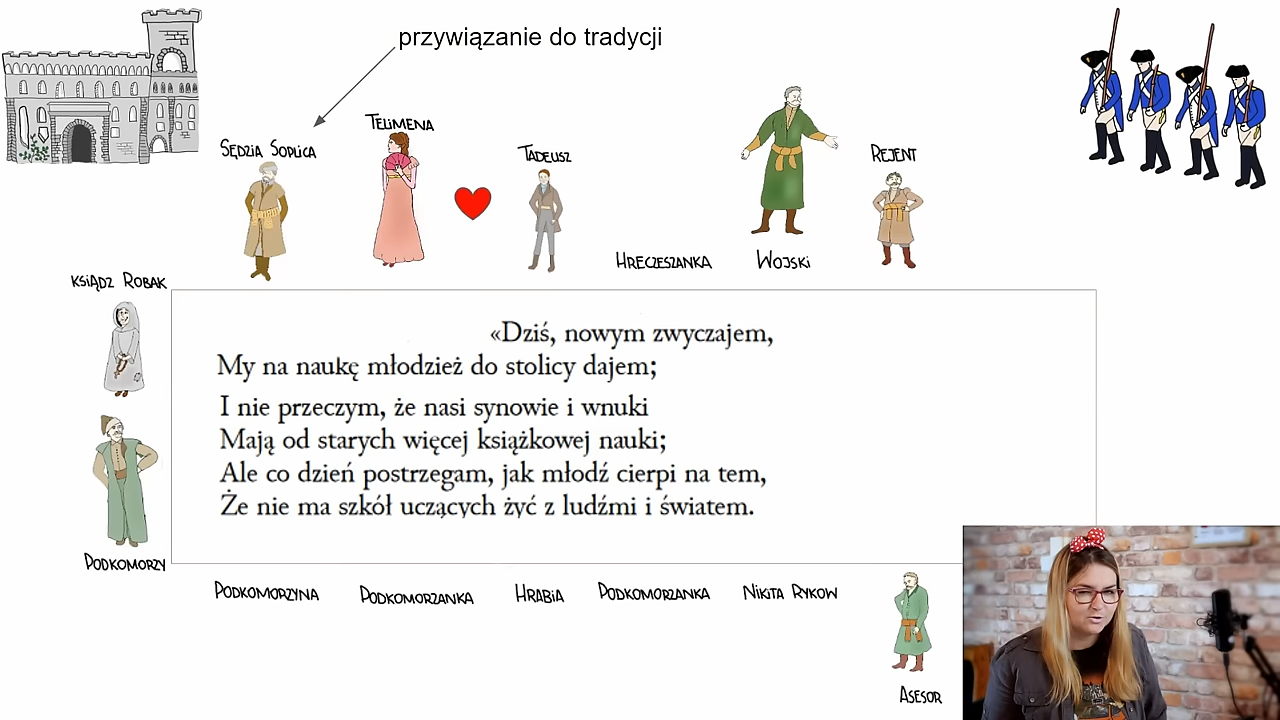 przywiązanie do tradycji
TELIMENA
SĘDZIA SOPLICA
TADEUSZ
REJENT
HRECZESZANKA
WOJSKI
KSIĄDZ ROBAK
«Dziś, nowym zwyczajem,
My na naukę młodzież do stolicy dajem;
I nie przeczym, że nasi synowie i wnuki
Mają od starych więcej książkowej nauki;
Ale co dzień postrzegam, jak młódź cierpi na tem,
Że nie ma szkół uczących żyć z ludźmi i światem.
PODKOMORZY
PODKOMORZYNA
PODKOMORZANKA
HRABIA
PODKOMORZANKA
NIKITA RYKOW
ASESOR